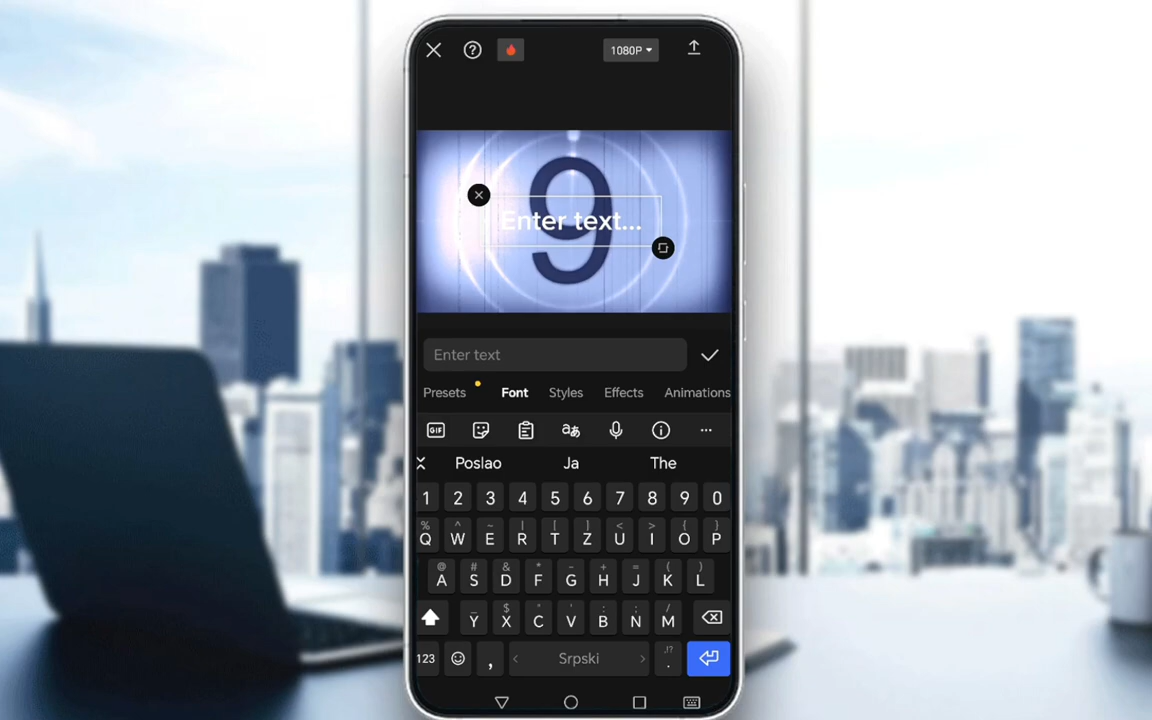 1080P
9
Enter text...
Enter text
Presets Font Styles Effects Animations
GIF
Poslao Ja The
1 2 3 4 5 6 7 8 9 0
% ^ ~ | [ ] < > { }
Q W E R T Z U I O P
@ # & * - + = ( )
A S D F G H J K L
_ $ " ' : ; /
Y X C V B N M
123 , < Srpski > .!?
.